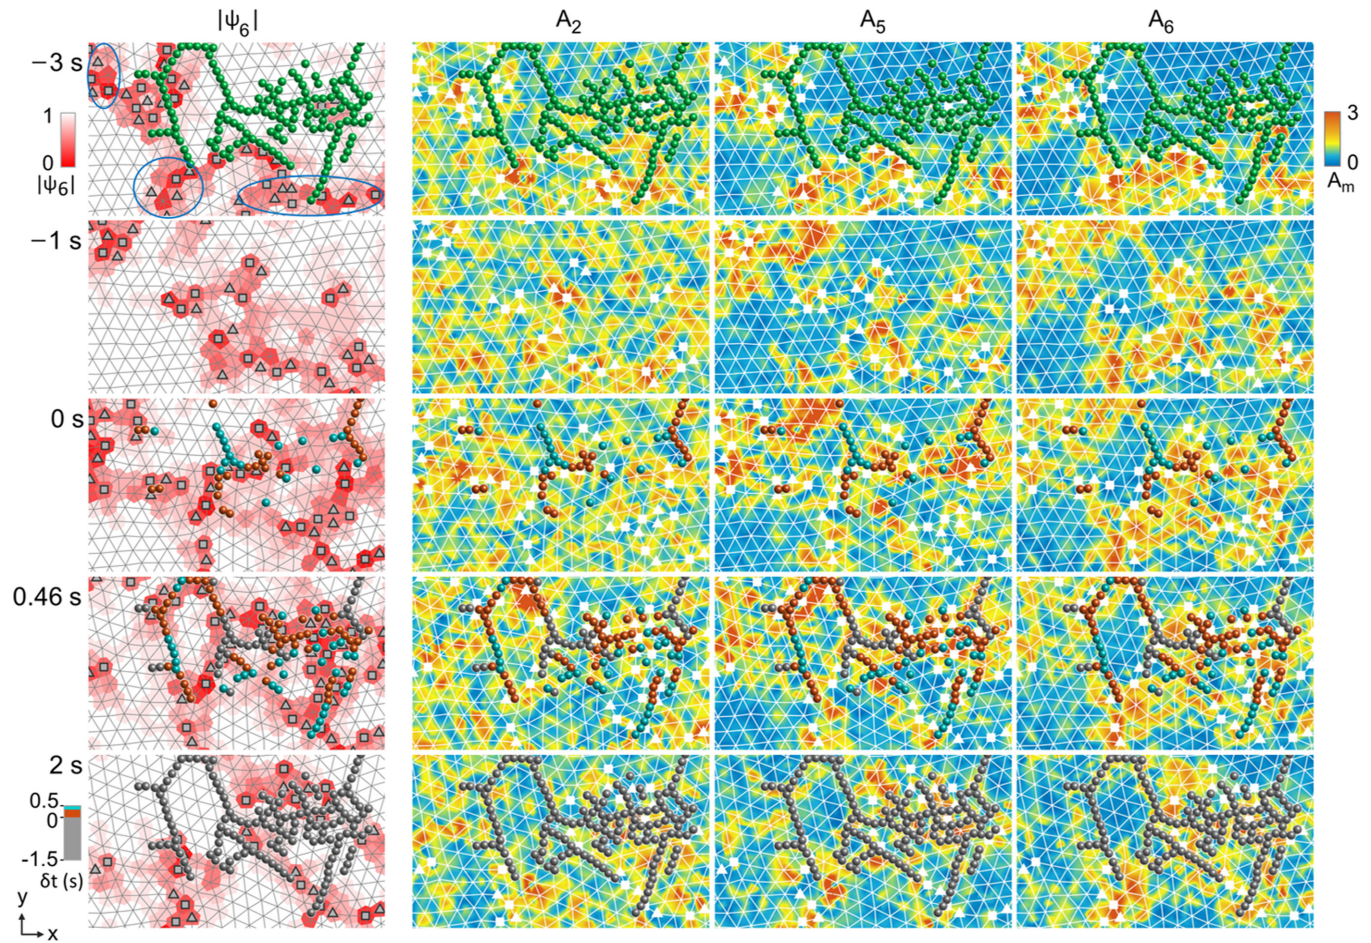 |ψ₆| A₂ A₅ A₆
−3 s
1
0
|ψ₆|
3
0
Aₘ
−1 s
0 s
0.46 s
2 s
0.5
0
-1.5
δt (s)
y
x